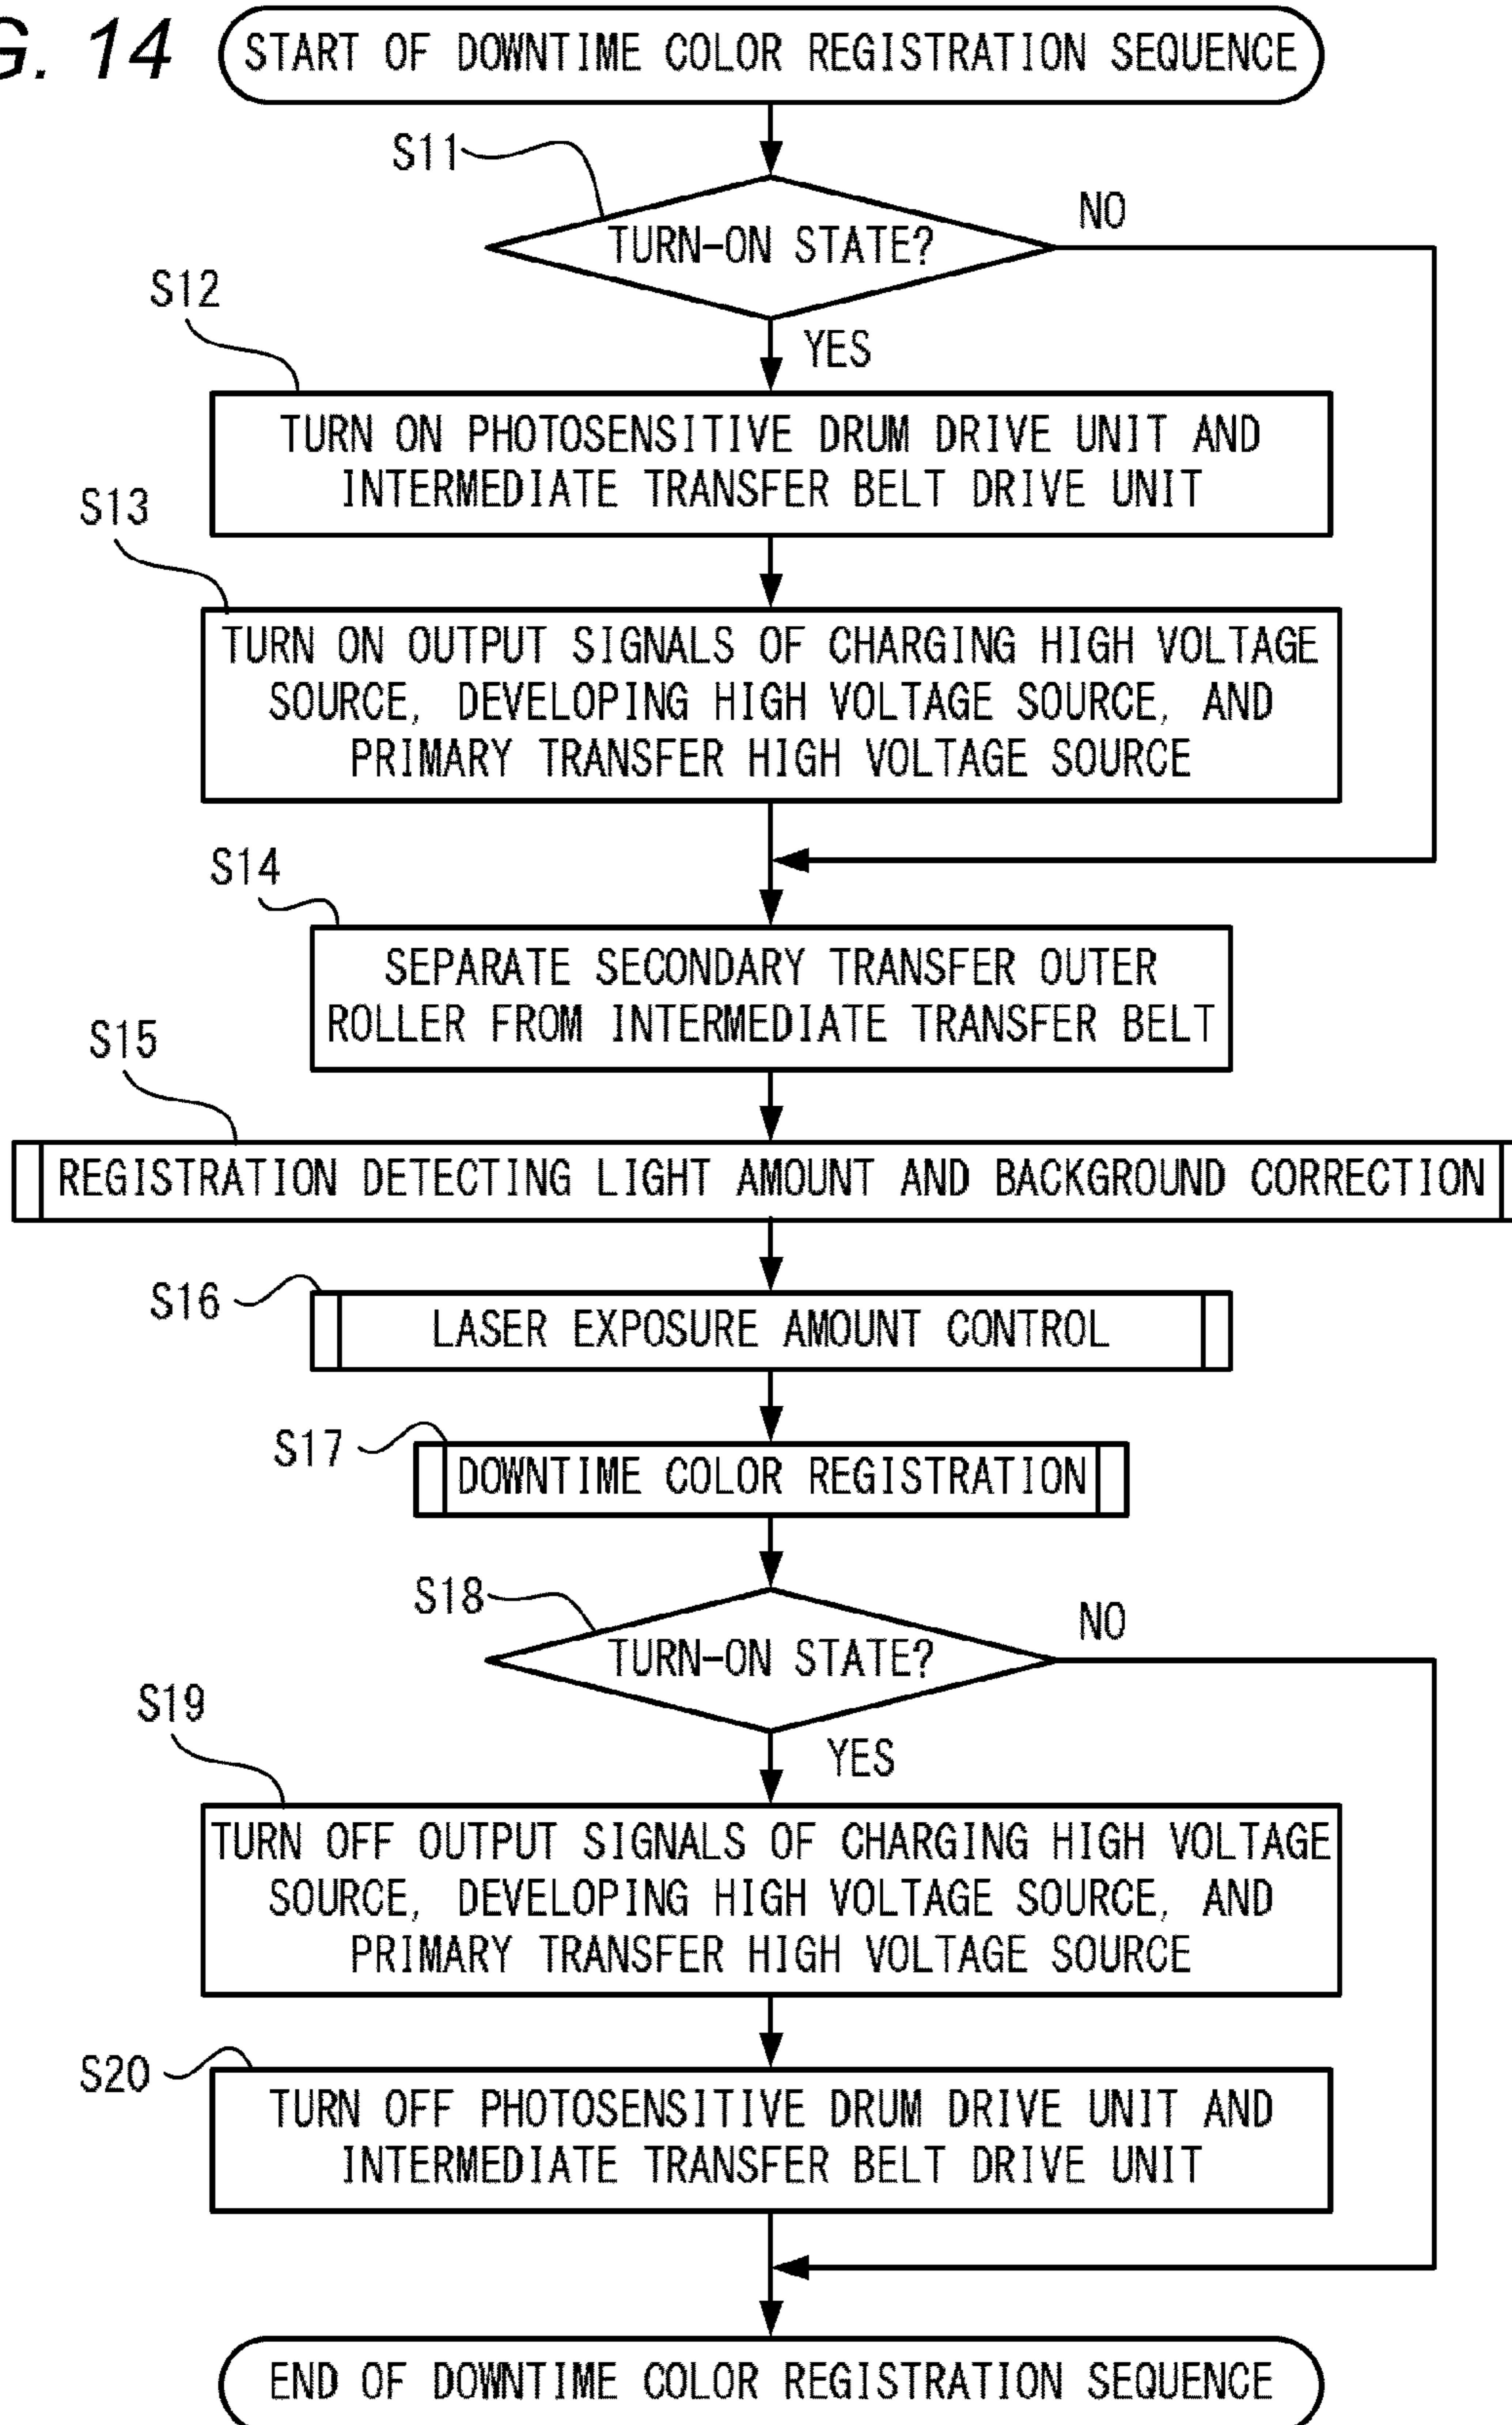 G. 14
START OF DOWNTIME COLOR REGISTRATION SEQUENCE
S11
TURN-ON STATE?
NO
YES
S12
TURN ON PHOTOSENSITIVE DRUM DRIVE UNIT AND
INTERMEDIATE TRANSFER BELT DRIVE UNIT
S13
TURN ON OUTPUT SIGNALS OF CHARGING HIGH VOLTAGE
SOURCE, DEVELOPING HIGH VOLTAGE SOURCE, AND
PRIMARY TRANSFER HIGH VOLTAGE SOURCE
S14
SEPARATE SECONDARY TRANSFER OUTER
ROLLER FROM INTERMEDIATE TRANSFER BELT
S15
REGISTRATION DETECTING LIGHT AMOUNT AND BACKGROUND CORRECTION
S16
LASER EXPOSURE AMOUNT CONTROL
S17
DOWNTIME COLOR REGISTRATION
S18
TURN-ON STATE?
NO
YES
S19
TURN OFF OUTPUT SIGNALS OF CHARGING HIGH VOLTAGE
SOURCE, DEVELOPING HIGH VOLTAGE SOURCE, AND
PRIMARY TRANSFER HIGH VOLTAGE SOURCE
S20
TURN OFF PHOTOSENSITIVE DRUM DRIVE UNIT AND
INTERMEDIATE TRANSFER BELT DRIVE UNIT
END OF DOWNTIME COLOR REGISTRATION SEQUENCE